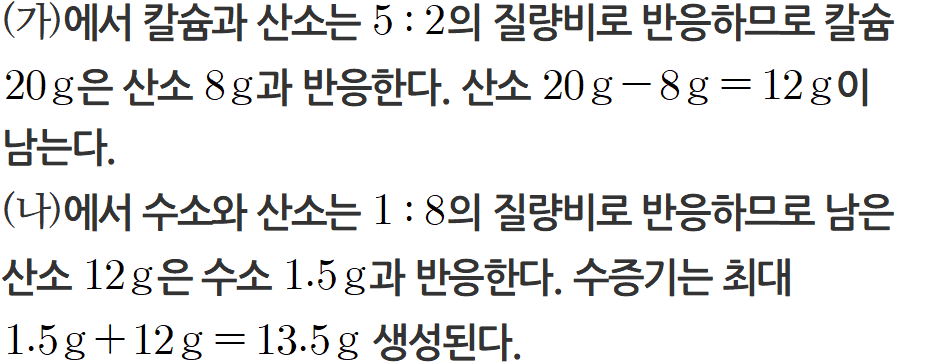 (가)에서 칼슘과 산소는 5 : 2의 질량비로 반응하므로 칼슘
20 g은 산소 8 g과 반응한다. 산소 20 g − 8 g = 12 g이
남는다.
(나)에서 수소와 산소는 1 : 8의 질량비로 반응하므로 남은
산소 12 g은 수소 1.5 g과 반응한다. 수증기는 최대
1.5 g + 12 g = 13.5 g 생성된다.